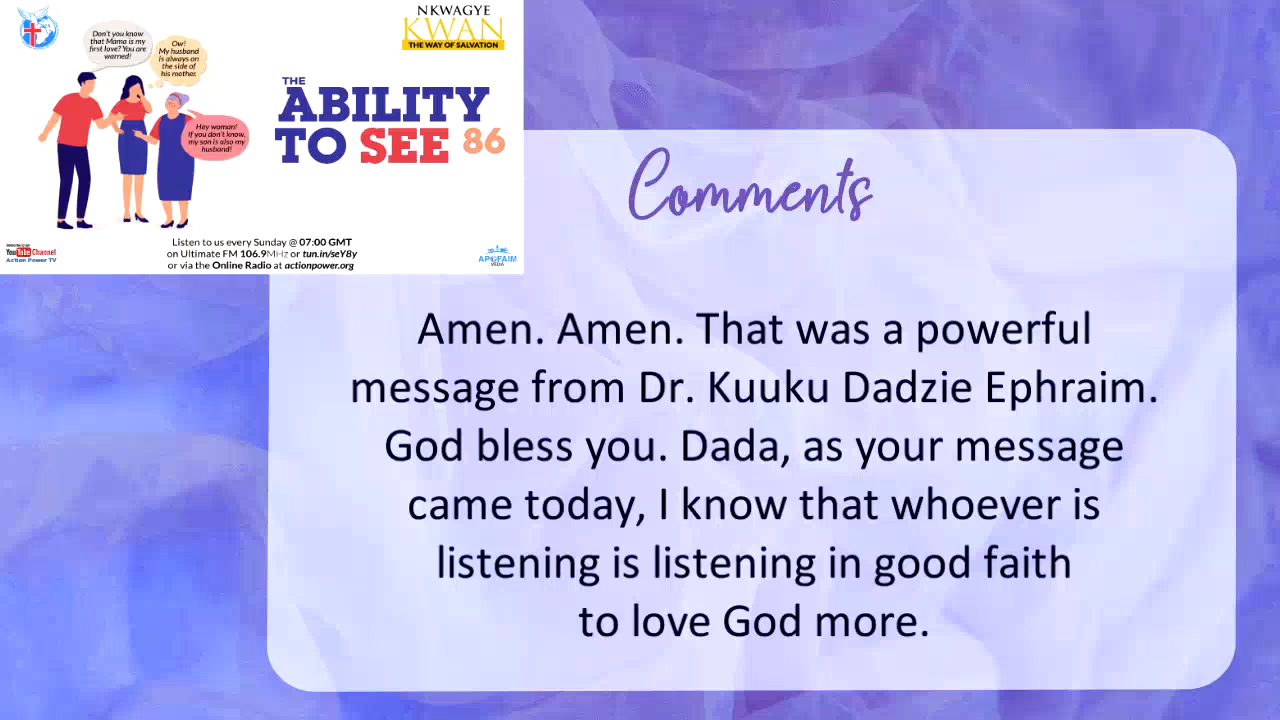 NKWAGYE
KWAN
THE WAY OF SALVATION
Don't you know
that Mama is my
first love? You are
warned!
Ow!
My husband
Is always on
the side of
his mother.
Hey woman!
If you don't know,
my son is also my
husband!
THE
ABILITY
TO SEE 86
YouTube Channel
Action Power TV
Listen to us every Sunday @ 07:00 GMT
on Ultimate FM 106.9MHz or tun.in/seY8y
or via the Online Radio at actionpower.org
APOFAIM
MEDIA
Comments
Amen. Amen. That was a powerful
message from Dr. Kuuku Dadzie Ephraim.
God bless you. Dada, as your message
came today, I know that whoever is
listening is listening in good faith
to love God more.